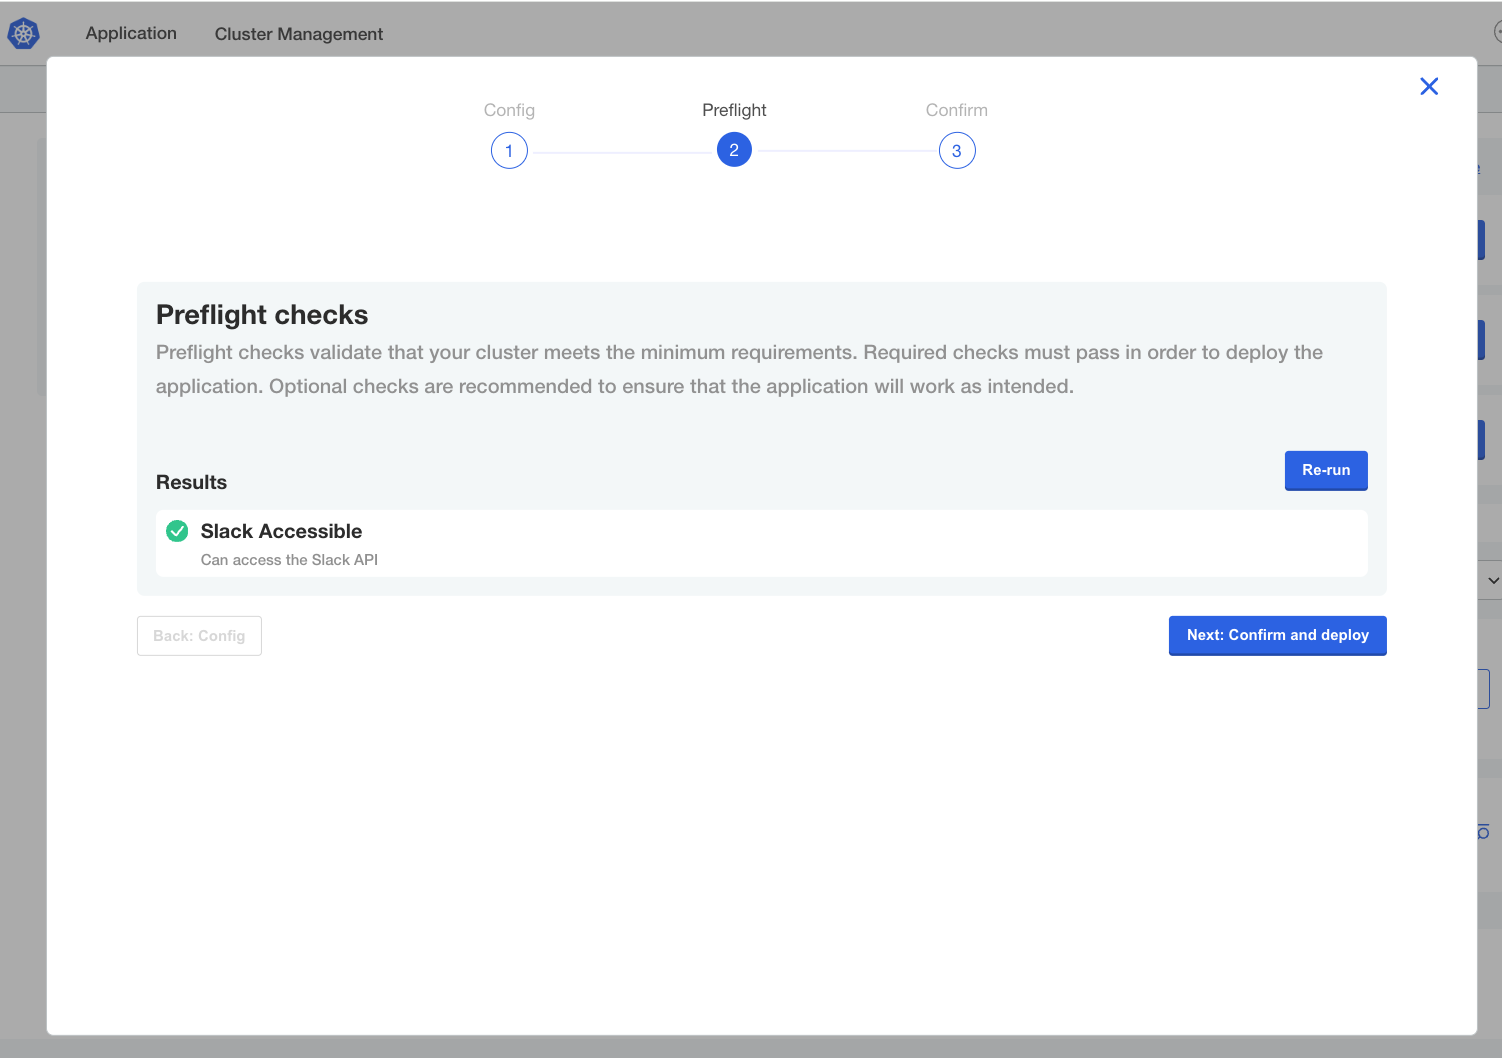 Application Cluster Management
Config Preflight Confirm
1 2 3
Preflight checks
Preflight checks validate that your cluster meets the minimum requirements. Required checks must pass in order to deploy the
application. Optional checks are recommended to ensure that the application will work as intended.
Results
Re-run
Slack Accessible
Can access the Slack API
Back: Config
Next: Confirm and deploy